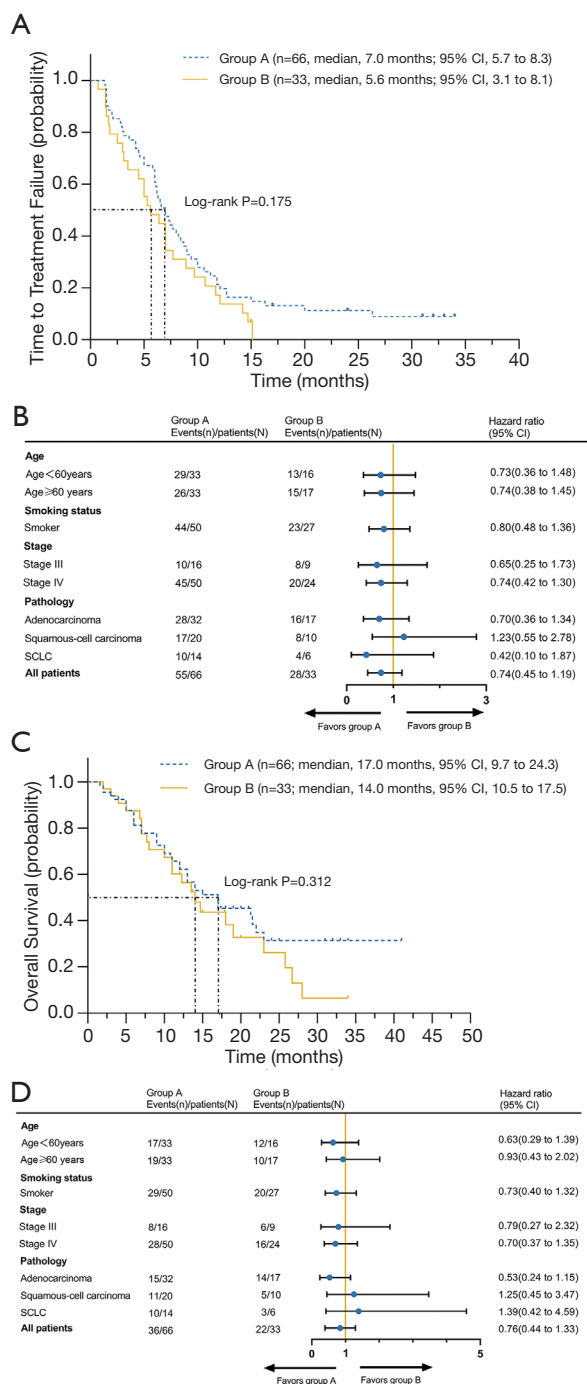 A
Group A (n=66, median, 7.0 months; 95% CI, 5.7 to 8.3)
Group B (n=33, median, 5.6 months; 95% CI, 3.1 to 8.1)
Time to Treatment Failure (probability)
1.0
0.8
0.6
0.4
0.2
0.0
Log-rank P=0.175
0 5 10 15 20 25 30 35 40
Time (months)
B
Group A Group B Hazard ratio
Events(n)/patients(N) Events(n)/patients(N) (95% CI)
Age
Age<60years 29/33 13/16 0.73(0.36 to 1.48)
Age≥60 years 26/33 15/17 0.74(0.38 to 1.45)
Smoking status
Smoker 44/50 23/27 0.80(0.48 to 1.36)
Stage
Stage III 10/16 8/9 0.65(0.25 to 1.73)
Stage IV 45/50 20/24 0.74(0.42 to 1.30)
Pathology
Adenocarcinoma 28/32 16/17 0.70(0.36 to 1.34)
Squamous-cell carcinoma 17/20 8/10 1.23(0.55 to 2.78)
SCLC 10/14 4/6 0.42(0.10 to 1.87)
All patients 55/66 28/33 0.74(0.45 to 1.19)
0 1 3
Favors group A Favors group B
C
Group A (n=66; mendian, 17.0 months, 95% CI, 9.7 to 24.3)
Group B (n=33; mendian, 14.0 months, 95% CI, 10.5 to 17.5)
Overall Survival (probability)
1.0
0.8
0.6
0.4
0.2
0.0
Log-rank P=0.312
0 5 10 15 20 25 30 35 40 45 50
Time (months)
D
Group A Group B Hazard ratio
Events(n)/patients(N) Events(n)/patients(N) (95% CI)
Age
Age<60years 17/33 12/16 0.63(0.29 to 1.39)
Age≥60 years 19/33 10/17 0.93(0.43 to 2.02)
Smoking status
Smoker 29/50 20/27 0.73(0.40 to 1.32)
Stage
Stage III 8/16 6/9 0.79(0.27 to 2.32)
Stage IV 28/50 16/24 0.70(0.37 to 1.35)
Pathology
Adenocarcinoma 15/32 14/17 0.53(0.24 to 1.15)
Squamous-cell carcinoma 11/20 5/10 1.25(0.45 to 3.47)
SCLC 10/14 3/6 1.39(0.42 to 4.59)
All patients 36/66 22/33 0.76(0.44 to 1.33)
0 1 5
Favors group A Favors group B